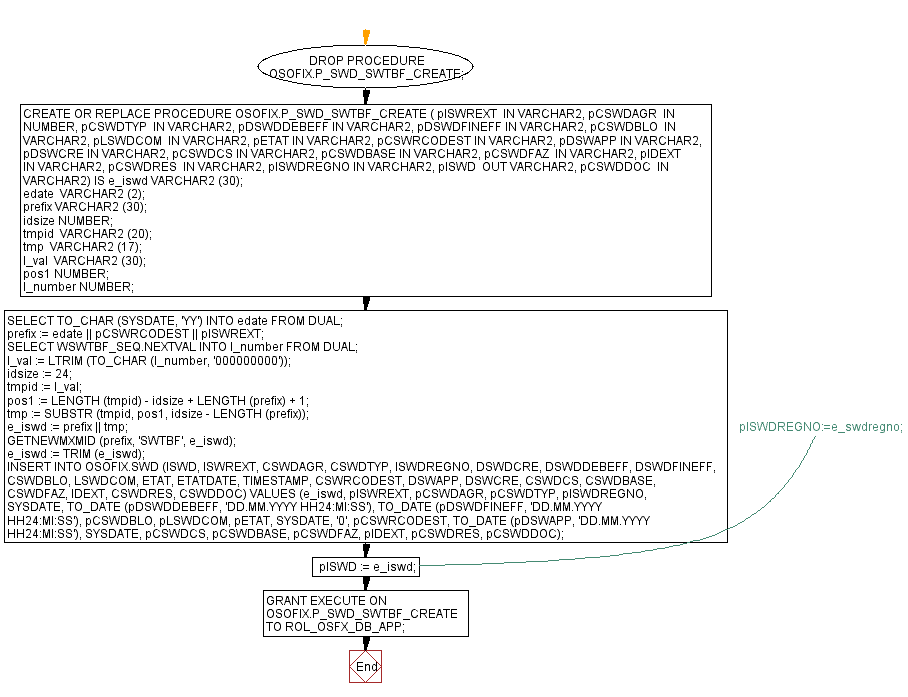 DROP PROCEDURE
OSOFIX.P_SWD_SWTBF_CREATE;
CREATE OR REPLACE PROCEDURE OSOFIX.P_SWD_SWTBF_CREATE ( pISWREXT IN VARCHAR2, pCSWDAGR IN
NUMBER, pCSWDTYP IN VARCHAR2, pDSWDDEBEFF IN VARCHAR2, pDSWDFINEFF IN VARCHAR2, pCSWDBLO IN
VARCHAR2, pLSWDCOM IN VARCHAR2, pETAT IN VARCHAR2, pCSWRCODEST IN VARCHAR2, pDSWAPP IN VARCHAR2,
pDSWCRE IN VARCHAR2, pCSWDCS IN VARCHAR2, pCSWDBASE IN VARCHAR2, pCSWDFAZ IN VARCHAR2, pIDEXT
IN VARCHAR2, pCSWDRES IN VARCHAR2, pISWDREGNO IN VARCHAR2, pISWD OUT VARCHAR2, pCSWDDOC IN
VARCHAR2) IS e_iswd VARCHAR2 (30);
edate VARCHAR2 (2);
prefix VARCHAR2 (30);
idsize NUMBER;
tmpid VARCHAR2 (20);
tmp VARCHAR2 (17);
l_val VARCHAR2 (30);
pos1 NUMBER;
l_number NUMBER;
SELECT TO_CHAR (SYSDATE, 'YY') INTO edate FROM DUAL;
prefix := edate || pCSWRCODEST || pISWREXT;
SELECT WSWTBF_SEQ.NEXTVAL INTO l_number FROM DUAL;
l_val := LTRIM (TO_CHAR (l_number, '000000000'));
idsize := 24;
tmpid := l_val;
pos1 := LENGTH (tmpid) - idsize + LENGTH (prefix) + 1;
tmp := SUBSTR (tmpid, pos1, idsize - LENGTH (prefix));
e_iswd := prefix || tmp;
GETNEWMXMID (prefix, 'SWTBF', e_iswd);
e_iswd := TRIM (e_iswd);
INSERT INTO OSOFIX.SWD (ISWD, ISWREXT, CSWDAGR, CSWDTYP, ISWDREGNO, DSWDCRE, DSWDDEBEFF, DSWDFINEFF,
CSWDBLO, LSWDCOM, ETAT, ETATDATE, TIMESTAMP, CSWRCODEST, DSWAPP, DSWCRE, CSWDCS, CSWDBASE,
CSWDFAZ, IDEXT, CSWDRES, CSWDDOC) VALUES (e_iswd, pISWREXT, pCSWDAGR, pCSWDTYP, pISWDREGNO,
SYSDATE, TO_DATE (pDSWDDEBEFF, 'DD.MM.YYYY HH24:MI:SS'), TO_DATE (pDSWDFINEFF, 'DD.MM.YYYY
HH24:MI:SS'), pCSWDBLO, pLSWDCOM, pETAT, SYSDATE, '0', pCSWRCODEST, TO_DATE (pDSWAPP, 'DD.MM.YYYY
HH24:MI:SS'), SYSDATE, pCSWDCS, pCSWDBASE, pCSWDFAZ, pIDEXT, pCSWDRES, pCSWDDOC);
pISWDREGNO:=e_swdregno;
pISWD := e_iswd;
GRANT EXECUTE ON
OSOFIX.P_SWD_SWTBF_CREATE
TO ROL_OSFX_DB_APP;
End